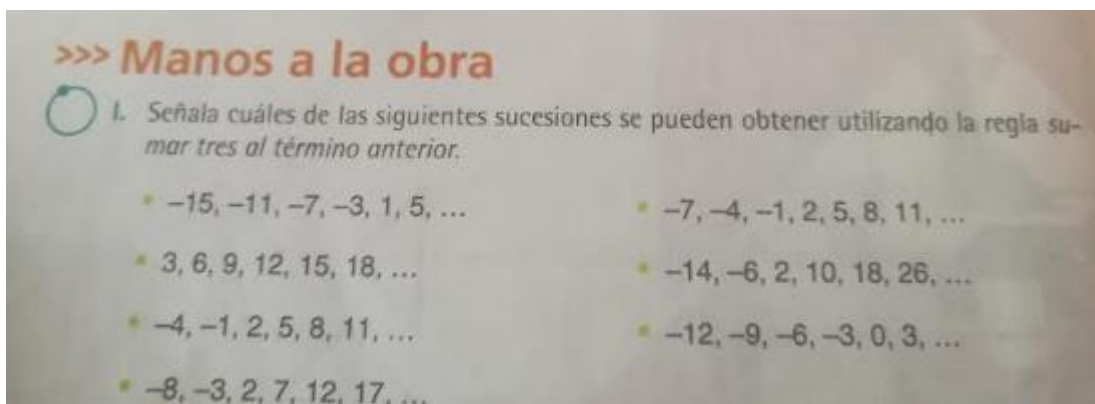 >>> Manos a la obra
I. Señala cuáles de las siguientes sucesiones se pueden obtener utilizando la regla su-
mar tres al término anterior.
• –15, –11, –7, –3, 1, 5, ...
• 3, 6, 9, 12, 15, 18, ...
• –4, –1, 2, 5, 8, 11, ...
• –8, –3, 2, 7, 12, 17, ...
• –7, –4, –1, 2, 5, 8, 11, ...
• –14, –6, 2, 10, 18, 26, ...
• –12, –9, –6, –3, 0, 3, ...